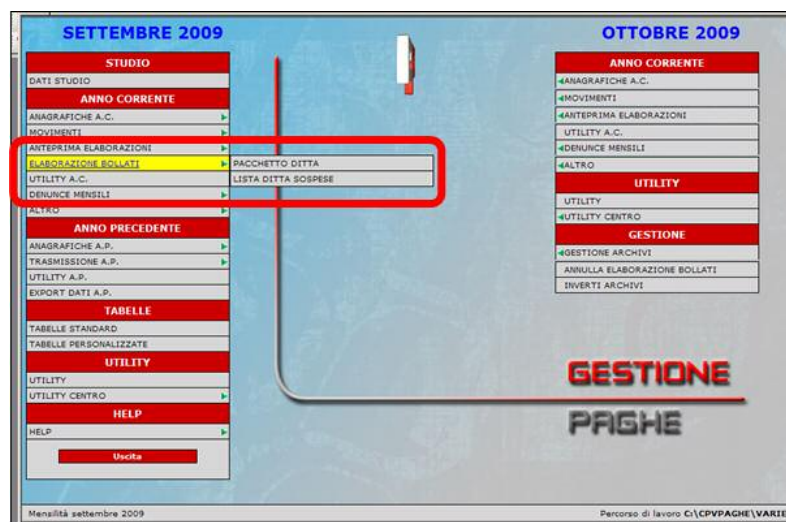 SETTEMBRE 2009
STUDIO
DATI STUDIO
ANNO CORRENTE
ANAGRAFICHE A.C.
MOVIMENTI
ANTEPRIMA ELABORAZIONI
ELABORAZIONE BOLLATI
PACCHETTO DITTA
UTILITY A.C.
LISTA DITTA SOSPESE
DENUNCE MENSILI
ALTRO
ANNO PRECEDENTE
ANAGRAFICHE A.P.
TRASMISSIONE A.P.
UTILITY A.P.
EXPORT DATI A.P.
TABELLE
TABELLE STANDARD
TABELLE PERSONALIZZATE
UTILITY
UTILITY
UTILITY CENTRO
HELP
HELP
Uscita
OTTOBRE 2009
ANNO CORRENTE
ANAGRAFICHE A.C.
MOVIMENTI
ANTEPRIMA ELABORAZIONI
UTILITY A.C.
DENUNCE MENSILI
ALTRO
UTILITY
UTILITY
UTILITY CENTRO
GESTIONE
GESTIONE ARCHIVI
ANNULLA ELABORAZIONE BOLLATI
INVERTI ARCHIVI
GESTIONE
PAGHE
Mensilità settembre 2009
Percorso di lavoro C:\CPVPAGHE\VARIE